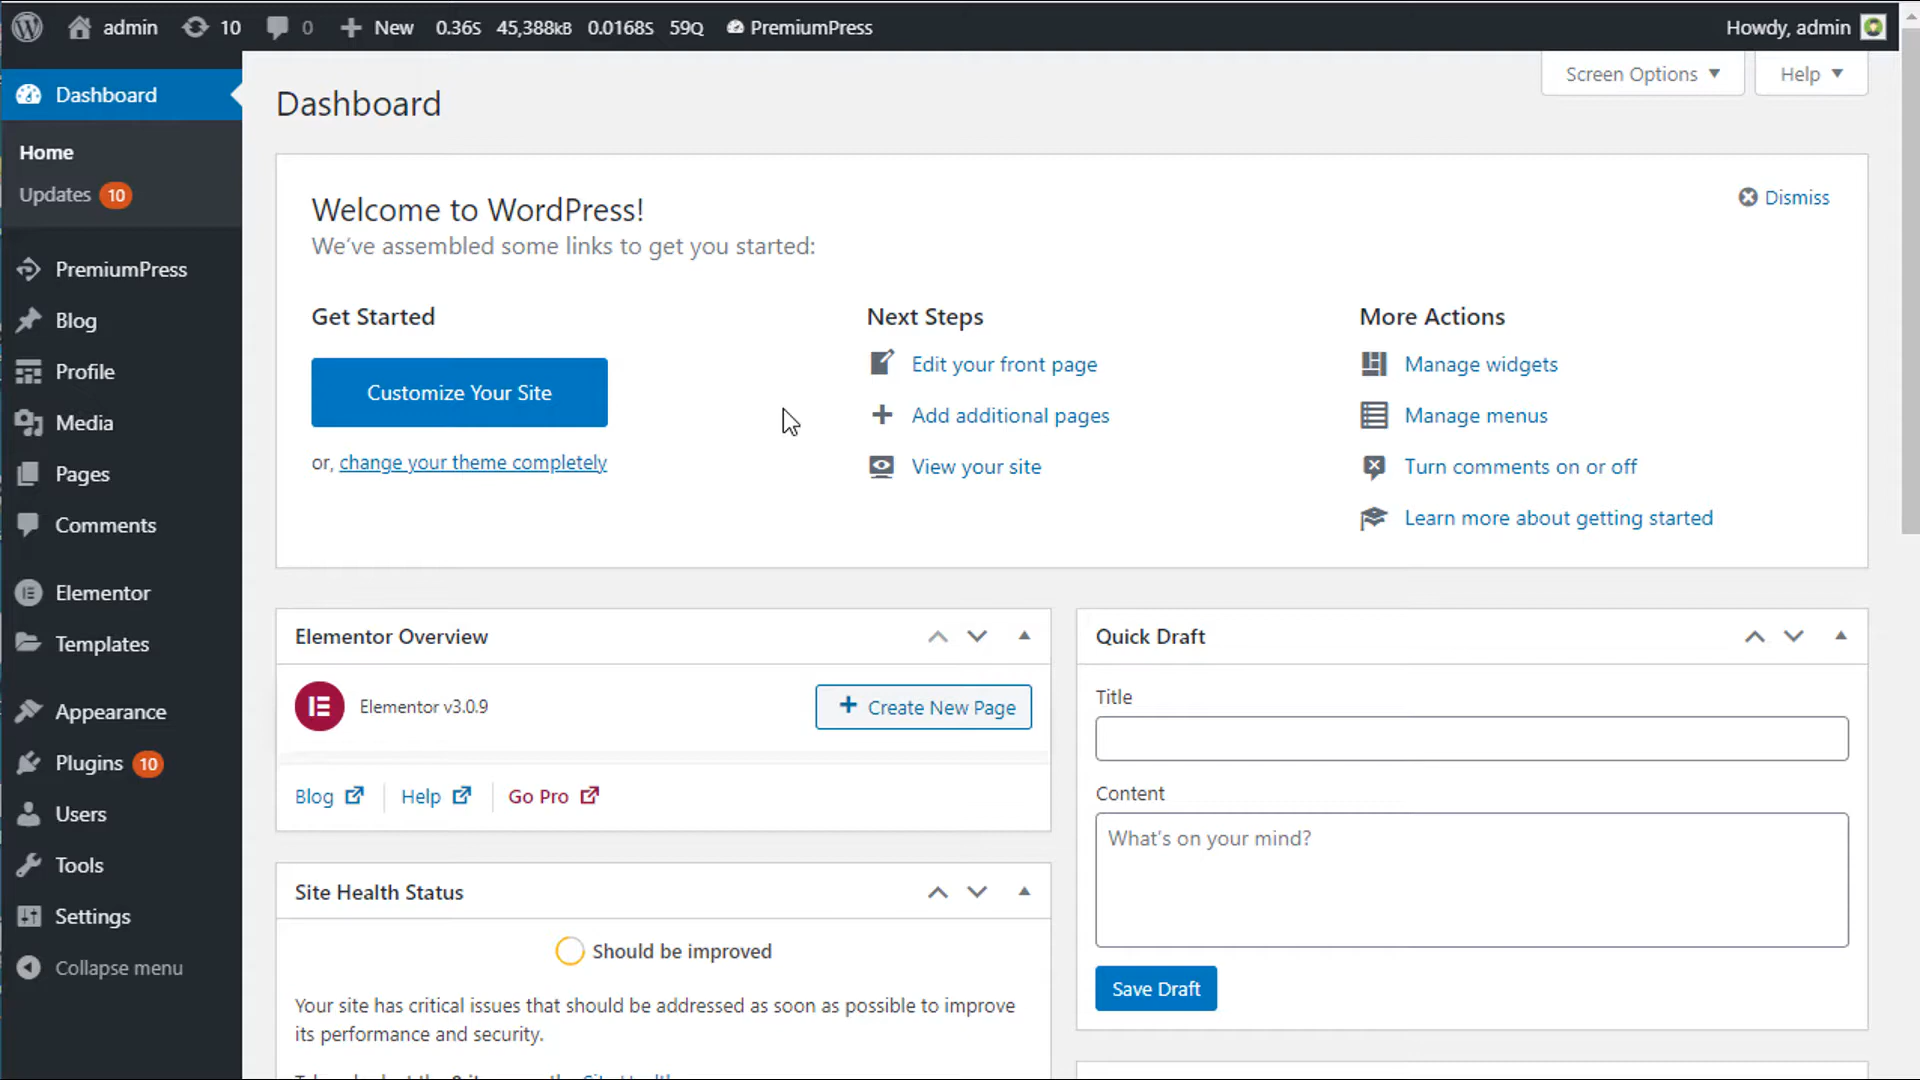 admin 10 0 New 0.36S 45,388kB 0.0168S 59Q PremiumPress Howdy, admin
Dashboard
Home
Updates 10
PremiumPress
Blog
Profile
Media
Pages
Comments
Elementor
Templates
Appearance
Plugins 10
Users
Tools
Settings
Collapse menu
Screen Options Help
Dashboard
Welcome to WordPress!
Dismiss
We've assembled some links to get you started:
Get Started
Customize Your Site
or, change your theme completely
Next Steps
Edit your front page
Add additional pages
View your site
More Actions
Manage widgets
Manage menus
Turn comments on or off
Learn more about getting started
Elementor Overview
Elementor v3.0.9
Create New Page
Blog Help Go Pro
Site Health Status
Should be improved
Your site has critical issues that should be addressed as soon as possible to improve
its performance and security.
Quick Draft
Title
Content
What's on your mind?
Save Draft